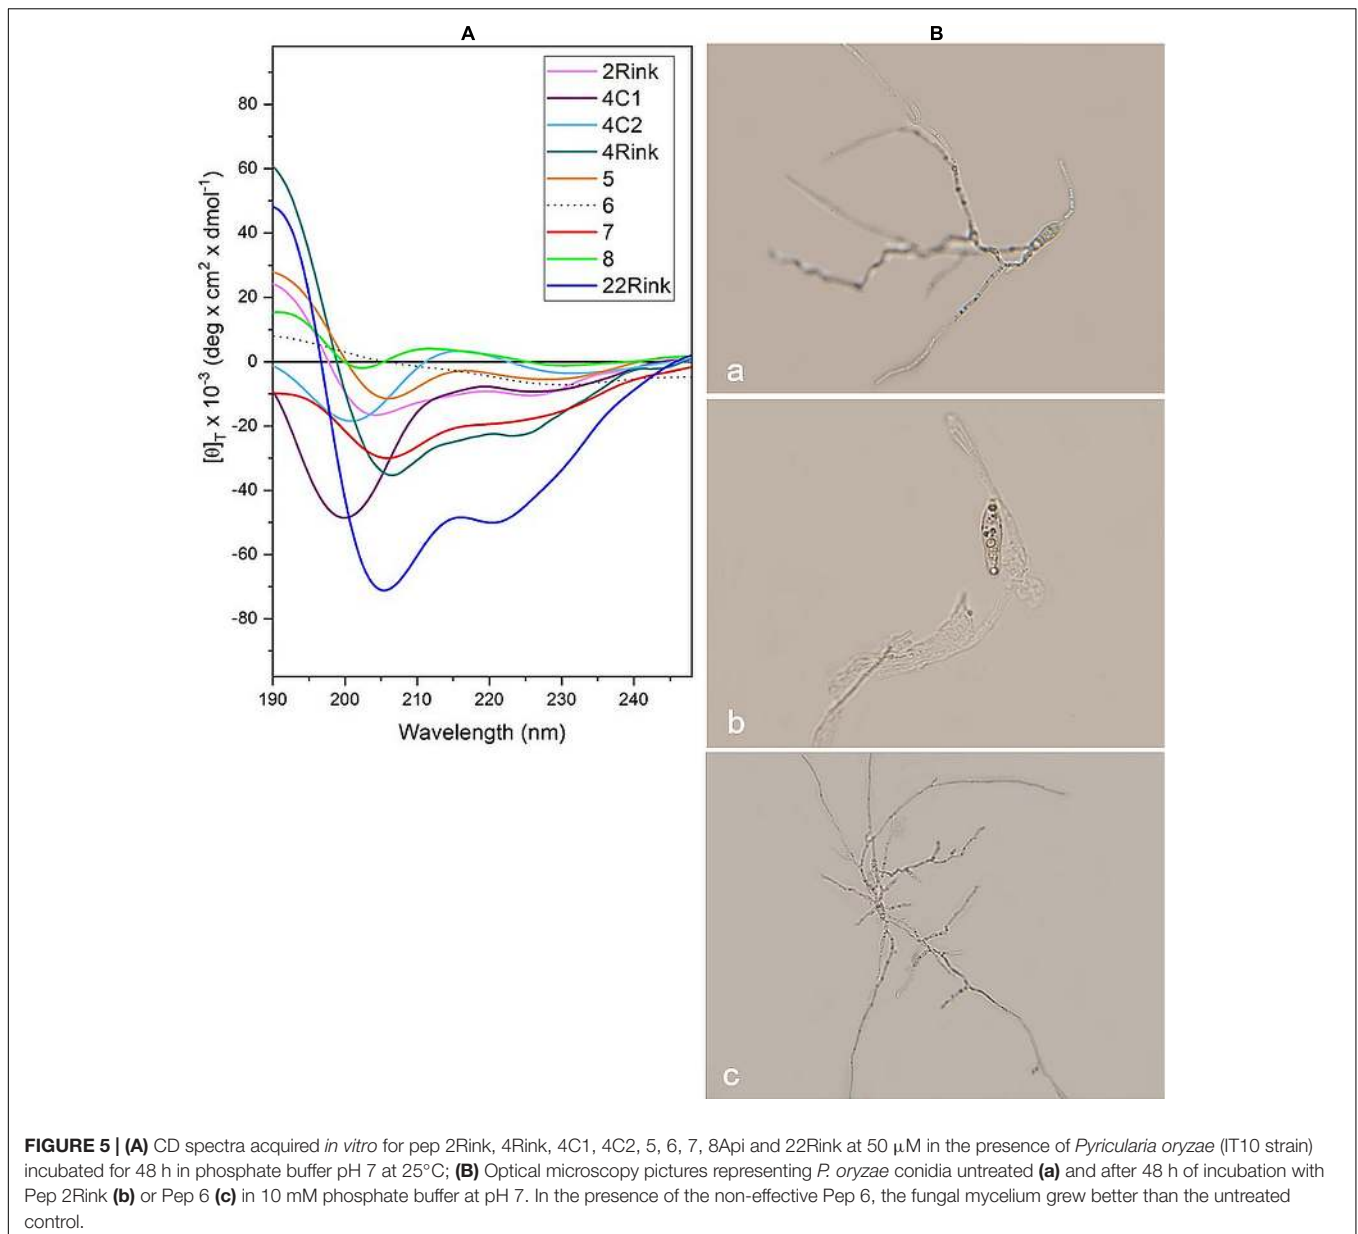 A
B
2Rink
4C1
4C2
4Rink
5
6
7
8
22Rink
80
60
40
20
0
-20
-40
-60
-80
[θ]T x 10-3 (deg x cm2 x dmol-1)
190 200 210 220 230 240
Wavelength (nm)
a
b
c
FIGURE 5 | (A) CD spectra acquired in vitro for pep 2Rink, 4Rink, 4C1, 4C2, 5, 6, 7, 8Api and 22Rink at 50 μM in the presence of Pyricularia oryzae (IT10 strain)
incubated for 48 h in phosphate buffer pH 7 at 25°C; (B) Optical microscopy pictures representing P. oryzae conidia untreated (a) and after 48 h of incubation with
Pep 2Rink (b) or Pep 6 (c) in 10 mM phosphate buffer at pH 7. In the presence of the non-effective Pep 6, the fungal mycelium grew better than the untreated
control.